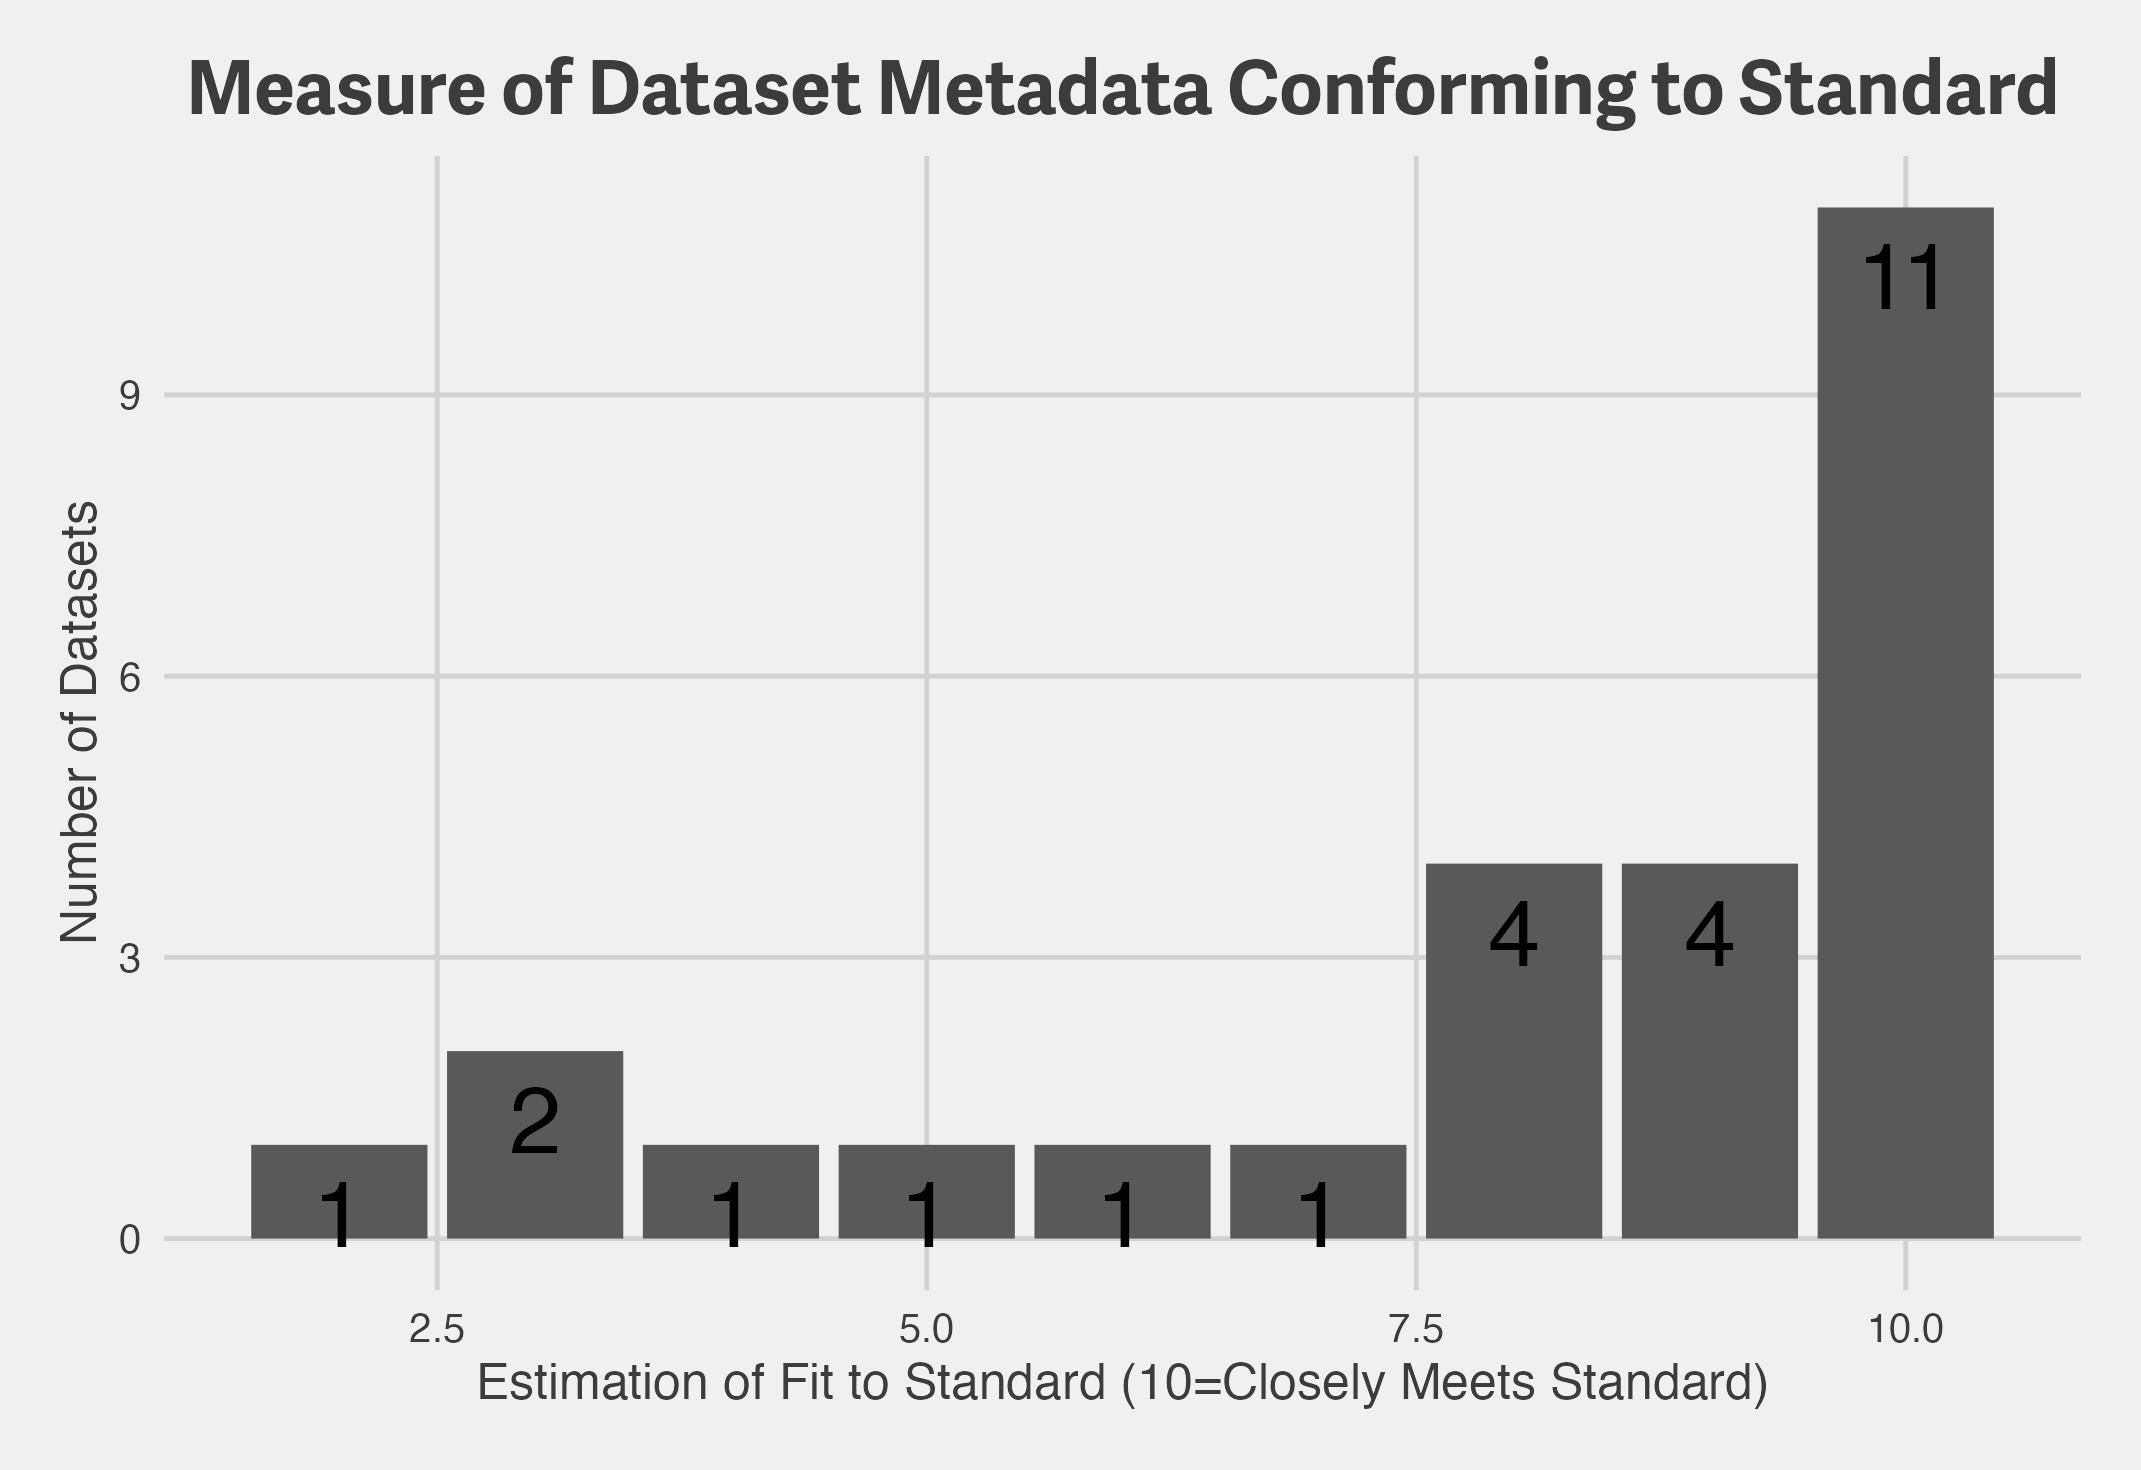 Measure of Dataset Metadata Conforming to Standard
11
9
Number of Datasets
6
4 4
3
2
1 1 1 1 1
0
2.5 5.0 7.5 10.0
Estimation of Fit to Standard (10=Closely Meets Standard)